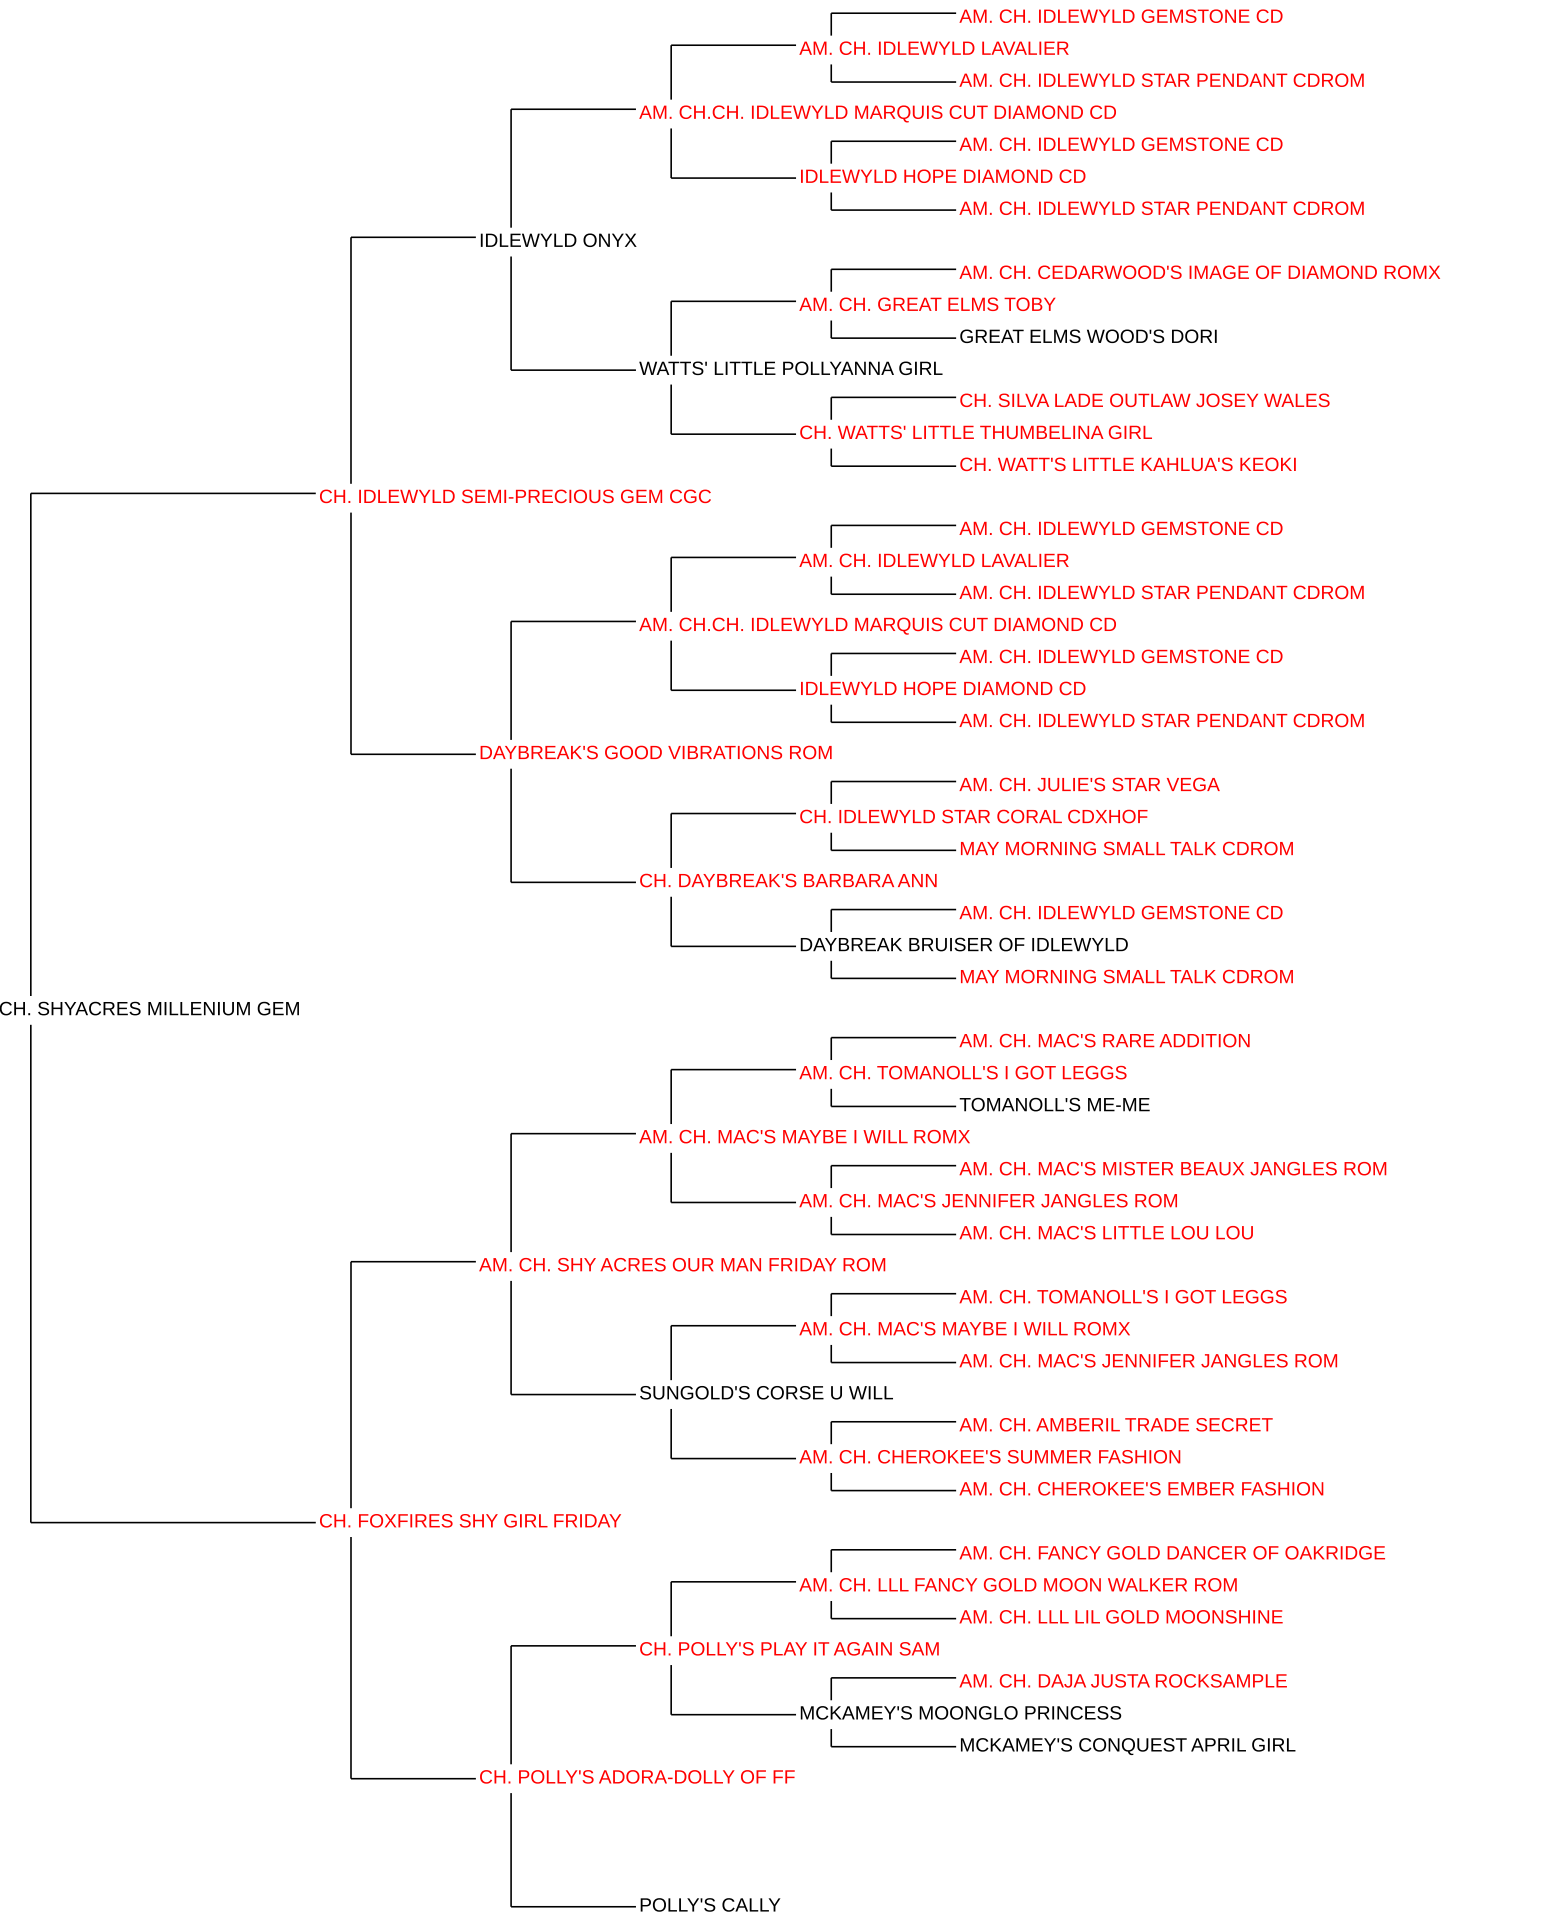 AM. CH. IDLEWYLD GEMSTONE CD
AM. CH. IDLEWYLD LAVALIER
AM. CH. IDLEWYLD STAR PENDANT CDROM
AM. CH.CH. IDLEWYLD MARQUIS CUT DIAMOND CD
AM. CH. IDLEWYLD GEMSTONE CD
IDLEWYLD HOPE DIAMOND CD
AM. CH. IDLEWYLD STAR PENDANT CDROM
IDLEWYLD ONYX
AM. CH. CEDARWOOD'S IMAGE OF DIAMOND ROMX
AM. CH. GREAT ELMS TOBY
GREAT ELMS WOOD'S DORI
WATTS' LITTLE POLLYANNA GIRL
CH. SILVA LADE OUTLAW JOSEY WALES
CH. WATTS' LITTLE THUMBELINA GIRL
CH. WATT'S LITTLE KAHLUA'S KEOKI
CH. IDLEWYLD SEMI-PRECIOUS GEM CGC
AM. CH. IDLEWYLD GEMSTONE CD
AM. CH. IDLEWYLD LAVALIER
AM. CH. IDLEWYLD STAR PENDANT CDROM
AM. CH.CH. IDLEWYLD MARQUIS CUT DIAMOND CD
AM. CH. IDLEWYLD GEMSTONE CD
IDLEWYLD HOPE DIAMOND CD
AM. CH. IDLEWYLD STAR PENDANT CDROM
DAYBREAK'S GOOD VIBRATIONS ROM
AM. CH. JULIE'S STAR VEGA
CH. IDLEWYLD STAR CORAL CDXHOF
MAY MORNING SMALL TALK CDROM
CH. DAYBREAK'S BARBARA ANN
AM. CH. IDLEWYLD GEMSTONE CD
DAYBREAK BRUISER OF IDLEWYLD
MAY MORNING SMALL TALK CDROM
CH. SHYACRES MILLENIUM GEM
AM. CH. MAC'S RARE ADDITION
AM. CH. TOMANOLL'S I GOT LEGGS
TOMANOLL'S ME-ME
AM. CH. MAC'S MAYBE I WILL ROMX
AM. CH. MAC'S MISTER BEAUX JANGLES ROM
AM. CH. MAC'S JENNIFER JANGLES ROM
AM. CH. MAC'S LITTLE LOU LOU
AM. CH. SHY ACRES OUR MAN FRIDAY ROM
AM. CH. TOMANOLL'S I GOT LEGGS
AM. CH. MAC'S MAYBE I WILL ROMX
AM. CH. MAC'S JENNIFER JANGLES ROM
SUNGOLD'S CORSE U WILL
AM. CH. AMBERIL TRADE SECRET
AM. CH. CHEROKEE'S SUMMER FASHION
AM. CH. CHEROKEE'S EMBER FASHION
CH. FOXFIRES SHY GIRL FRIDAY
AM. CH. FANCY GOLD DANCER OF OAKRIDGE
AM. CH. LLL FANCY GOLD MOON WALKER ROM
AM. CH. LLL LIL GOLD MOONSHINE
CH. POLLY'S PLAY IT AGAIN SAM
AM. CH. DAJA JUSTA ROCKSAMPLE
MCKAMEY'S MOONGLO PRINCESS
MCKAMEY'S CONQUEST APRIL GIRL
CH. POLLY'S ADORA-DOLLY OF FF
POLLY'S CALLY